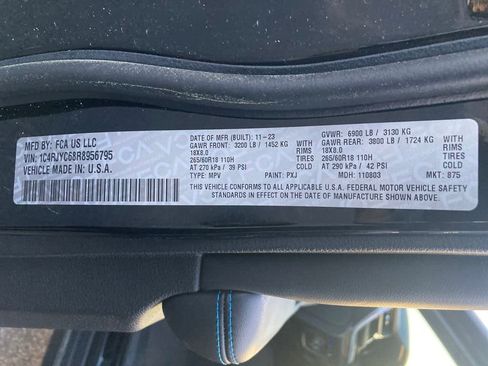 MFD BY: FCA US LLC
VIN: 1C4RJYC68R8956795
VEHICLE MADE IN: U.S.A.
DATE OF MFR (BUILT): 11-23
GAWR FRONT: 3200 LB / 1452 KG
18X8.0
265/60R18 110H
AT 270 kPa / 39 PSI
WITH
RIMS
TIRES
TYPE: MPV
PAINT: PXJ
GVWR: 6900 LB / 3130 KG
GAWR REAR: 3800 LB / 1724 KG
18X8.0
265/60R18 110H
AT 290 kPa / 42 PSI
WITH
RIMS
TIRES
MDH: 110803
MKT: 875
THIS VEHICLE CONFORMS TO ALL APPLICABLE U.S.A. FEDERAL MOTOR VEHICLE SAFETY
STANDARDS IN EFFECT ON THE DATE OF MANUFACTURE SHOWN ABOVE.